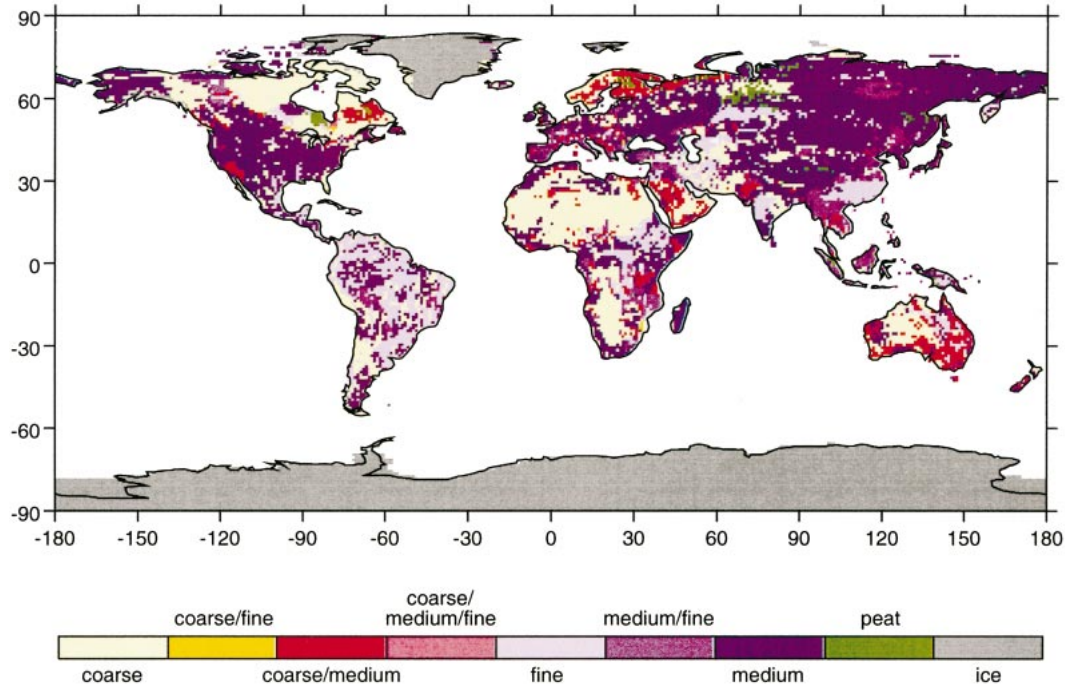 90
60
30
0
-30
-60
-90
-180 -150 -120 -90 -60 -30 0 30 60 90 120 150 180
coarse/fine coarse/ medium/fine medium/fine peat
coarse coarse/medium fine medium ice